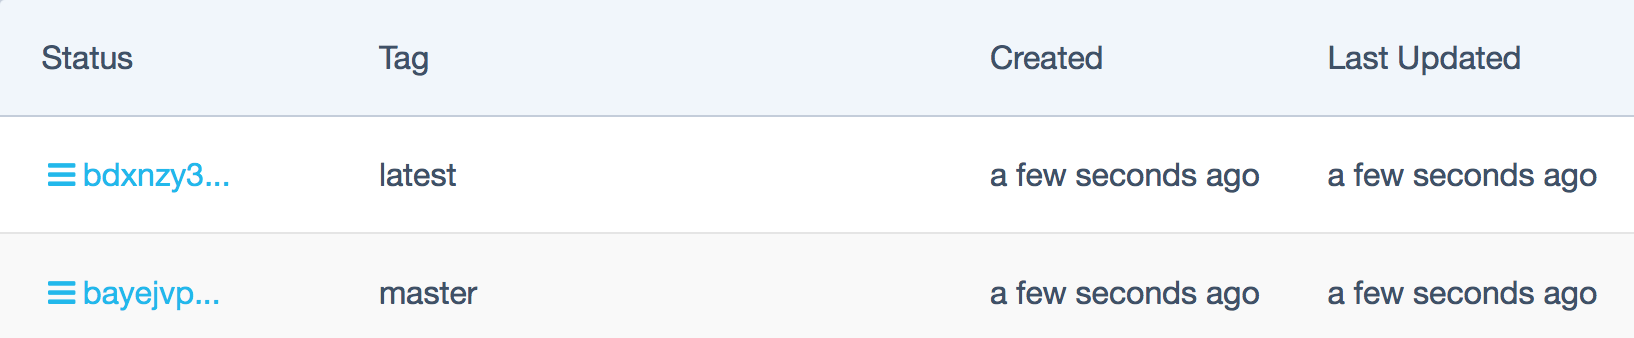 Status Tag Created Last Updated
bdxnzy3... latest a few seconds ago a few seconds ago
bayejvp... master a few seconds ago a few seconds ago